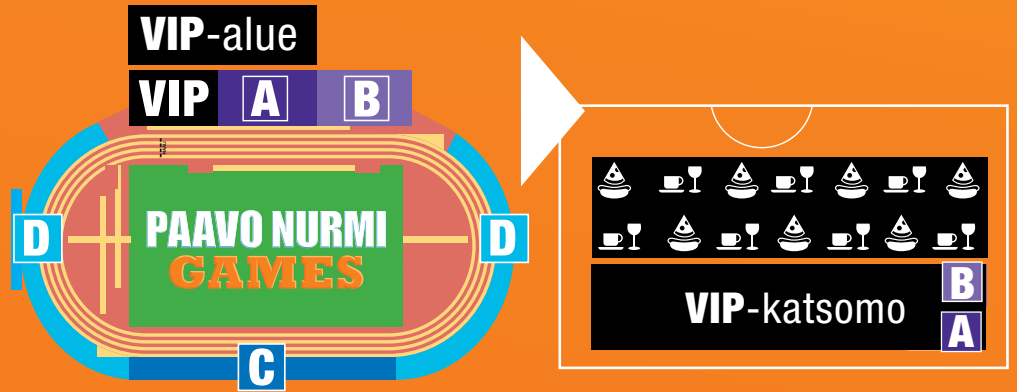 VIP-alue
VIP A B
D
PAAVO NURMI
GAMES
D
C
VIP-katsomo
B
A